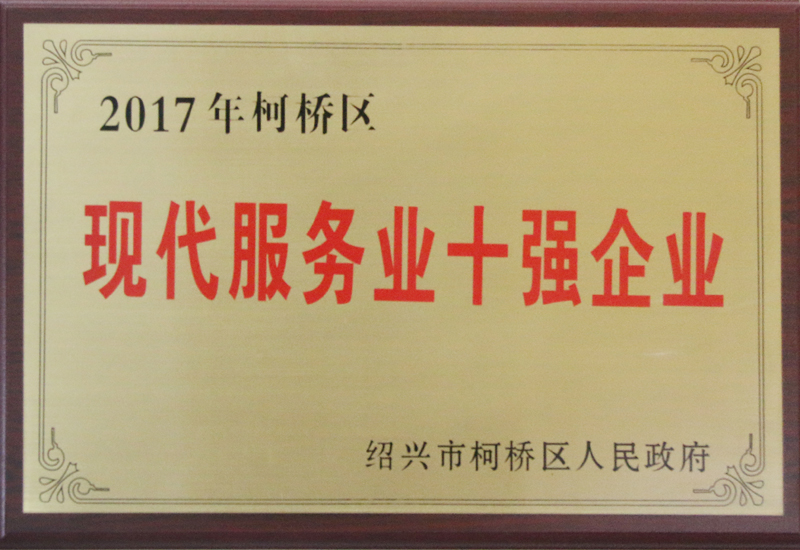 2017年柯桥区
现代服务业十强企业
绍兴市柯桥区人民政府